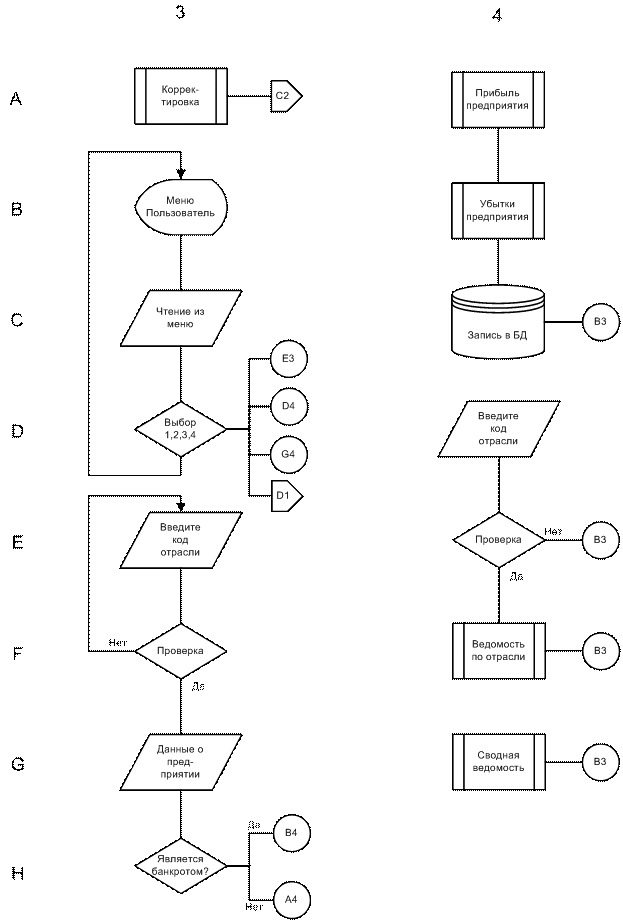 3
4
A
Коррек-
тировка
C2
Прибыль
предприятия
B
Меню
Пользователь
Убытки
предприятия
C
Чтение из
меню
Запись в БД
B3
E3
D4
D
Выбор
1,2,3,4
G4
D1
Введите
код
отрасли
E
Введите
код
отрасли
Проверка
Нет
B3
Да
F
Нет
Проверка
Да
Ведомость
по отрасли
B3
G
Данные о
пред-
приятии
Сводная
ведомость
B3
H
Является
банкротом?
Да
B4
Нет
A4